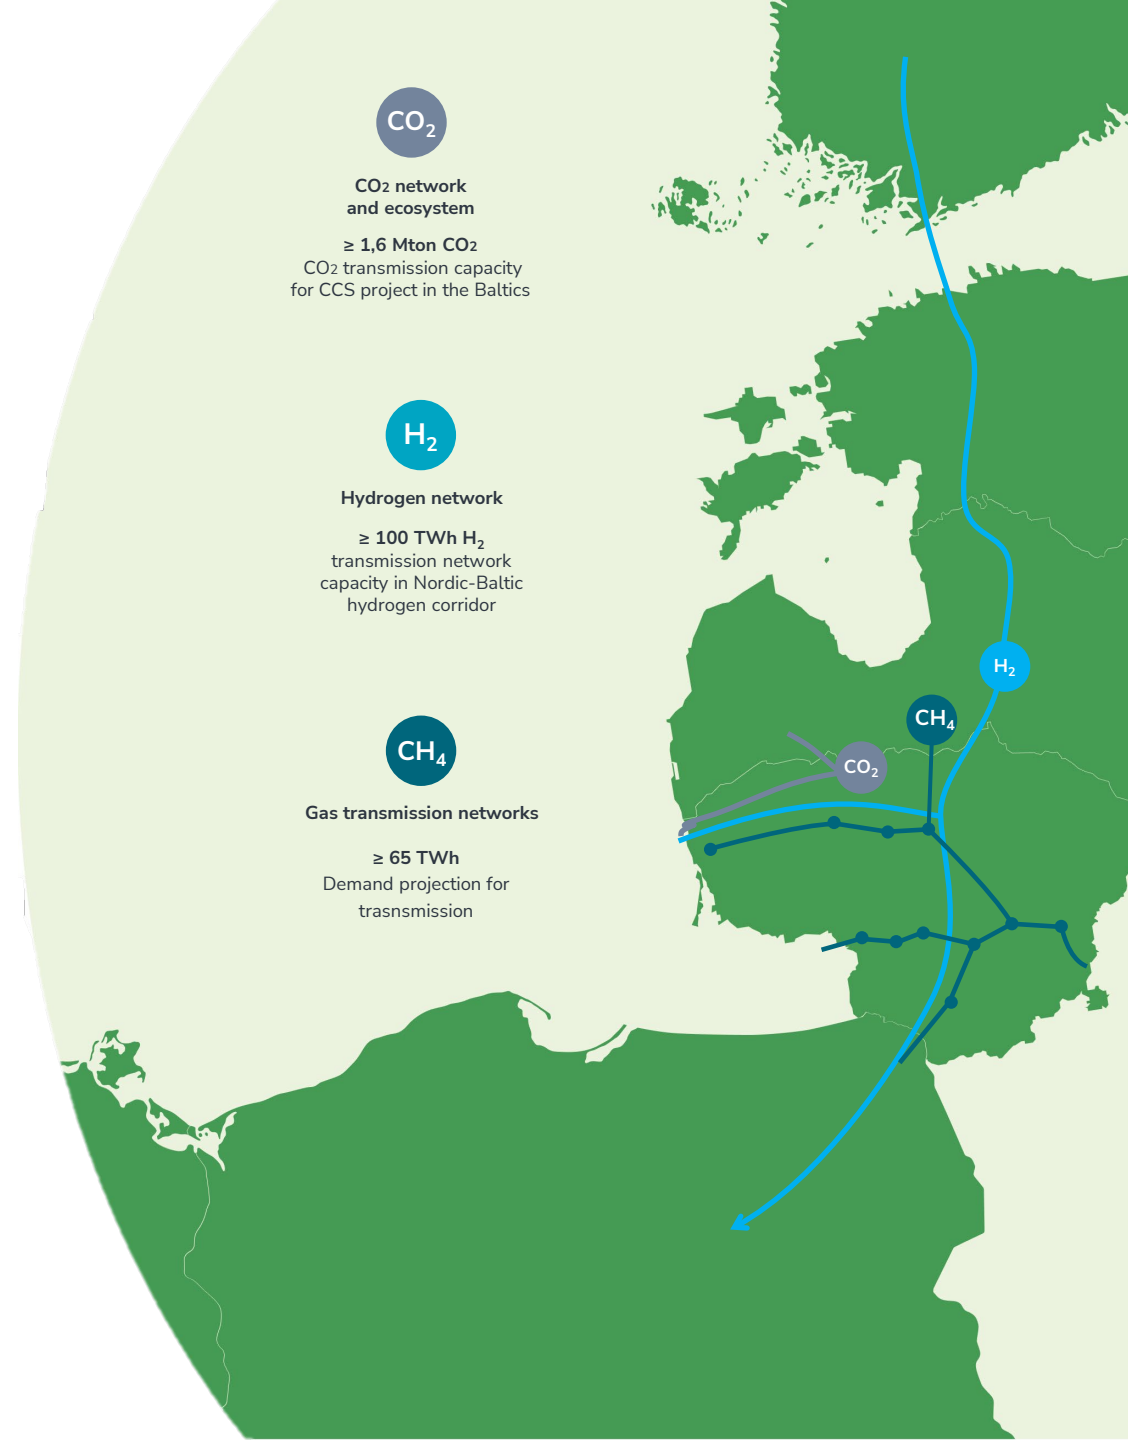 CO₂
CO2 network
and ecosystem
≥ 1,6 Mton CO2
CO2 transmission capacity
for CCS project in the Baltics
H₂
Hydrogen network
≥ 100 TWh H₂
transmission network
capacity in Nordic-Baltic
hydrogen corridor
CH₄
Gas transmission networks
≥ 65 TWh
Demand projection for
trasnsmission
H₂
CH₄
CO₂